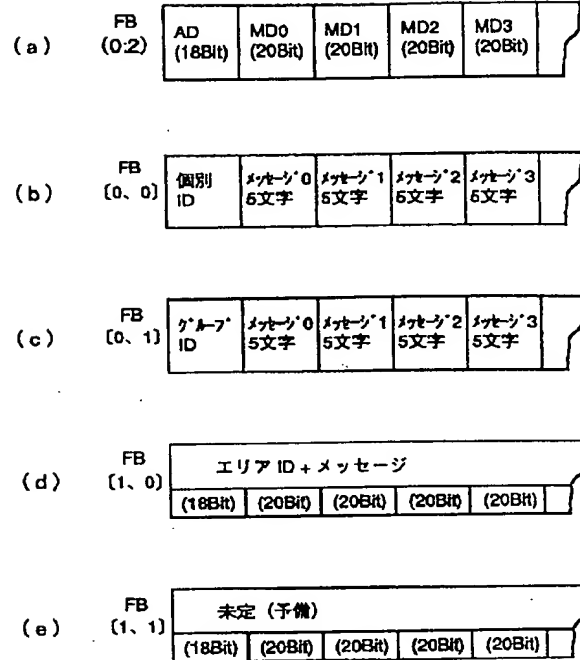 (a) FB (0:2) AD (18Bit) MD0 (20Bit) MD1 (20Bit) MD2 (20Bit) MD3 (20Bit)
(b) FB [0、0] 個別 ID メッセージ0 5文字 メッセージ1 5文字 メッセージ2 5文字 メッセージ3 5文字
(c) FB [0、1] グループ ID メッセージ0 5文字 メッセージ1 5文字 メッセージ2 5文字 メッセージ3 5文字
(d) FB [1、0] エリア ID + メッセージ
(18Bit) (20Bit) (20Bit) (20Bit) (20Bit)
(e) FB [1、1] 未定 (予備)
(18Bit) (20Bit) (20Bit) (20Bit) (20Bit)